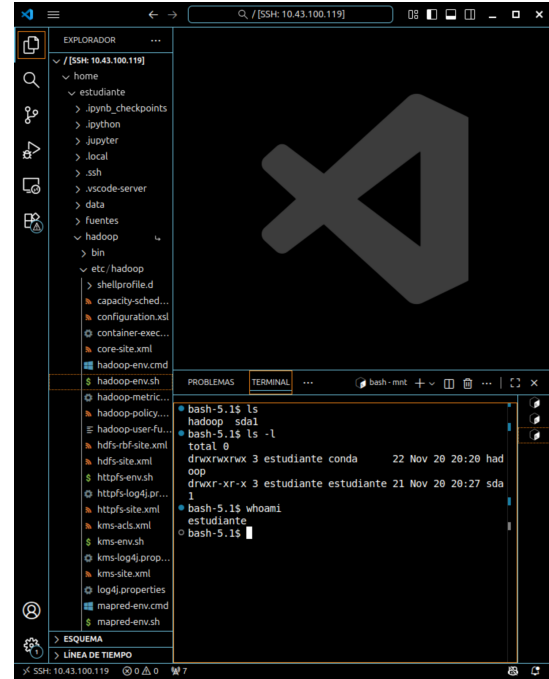 / [SSH: 10.43.100.119]
EXPLORADOR ...
/ [SSH: 10.43.100.119]
home
estudiante
.ipynb_checkpoints
.ipython
.jupyter
.local
.ssh
.vscode-server
data
fuentes
hadoop
bin
etc/hadoop
shellprofile.d
capacity-sched...
configuration.xsl
container-exec...
core-site.xml
hadoop-env.cmd
$ hadoop-env.sh
hadoop-metric...
hadoop-policy....
hadoop-user-fu...
hdfs-rbf-site.xml
hdfs-site.xml
$ httpfs-env.sh
httpfs-log4j.pr...
httpfs-site.xml
kms-acls.xml
$ kms-env.sh
kms-log4j.prop...
kms-site.xml
log4j.properties
mapred-env.cmd
$ mapred-env.sh
ESQUEMA
LÍNEA DE TIEMPO
PROBLEMAS TERMINAL ... bash - mnt
bash-5.1$ ls
hadoop sda1
bash-5.1$ ls -l
total 0
drwxrwxrwx 3 estudiante conda 22 Nov 20 20:20 had
oop
drwxr-xr-x 3 estudiante estudiante 21 Nov 20 20:27 sda
1
bash-5.1$ whoami
estudiante
bash-5.1$
1
SSH: 10.43.100.119 0 0 7